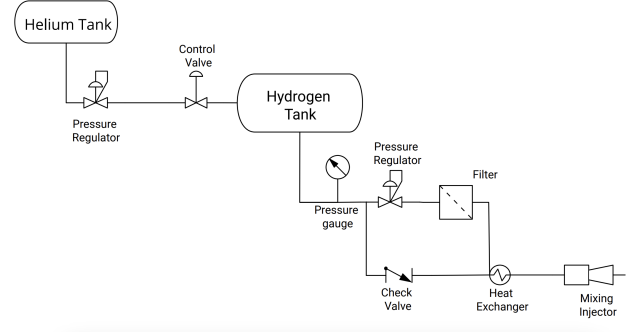 Helium Tank
Control
Valve
Pressure
Regulator
Hydrogen
Tank
Pressure
Regulator
Filter
Pressure
gauge
Check
Valve
Heat
Exchanger
Mixing
Injector